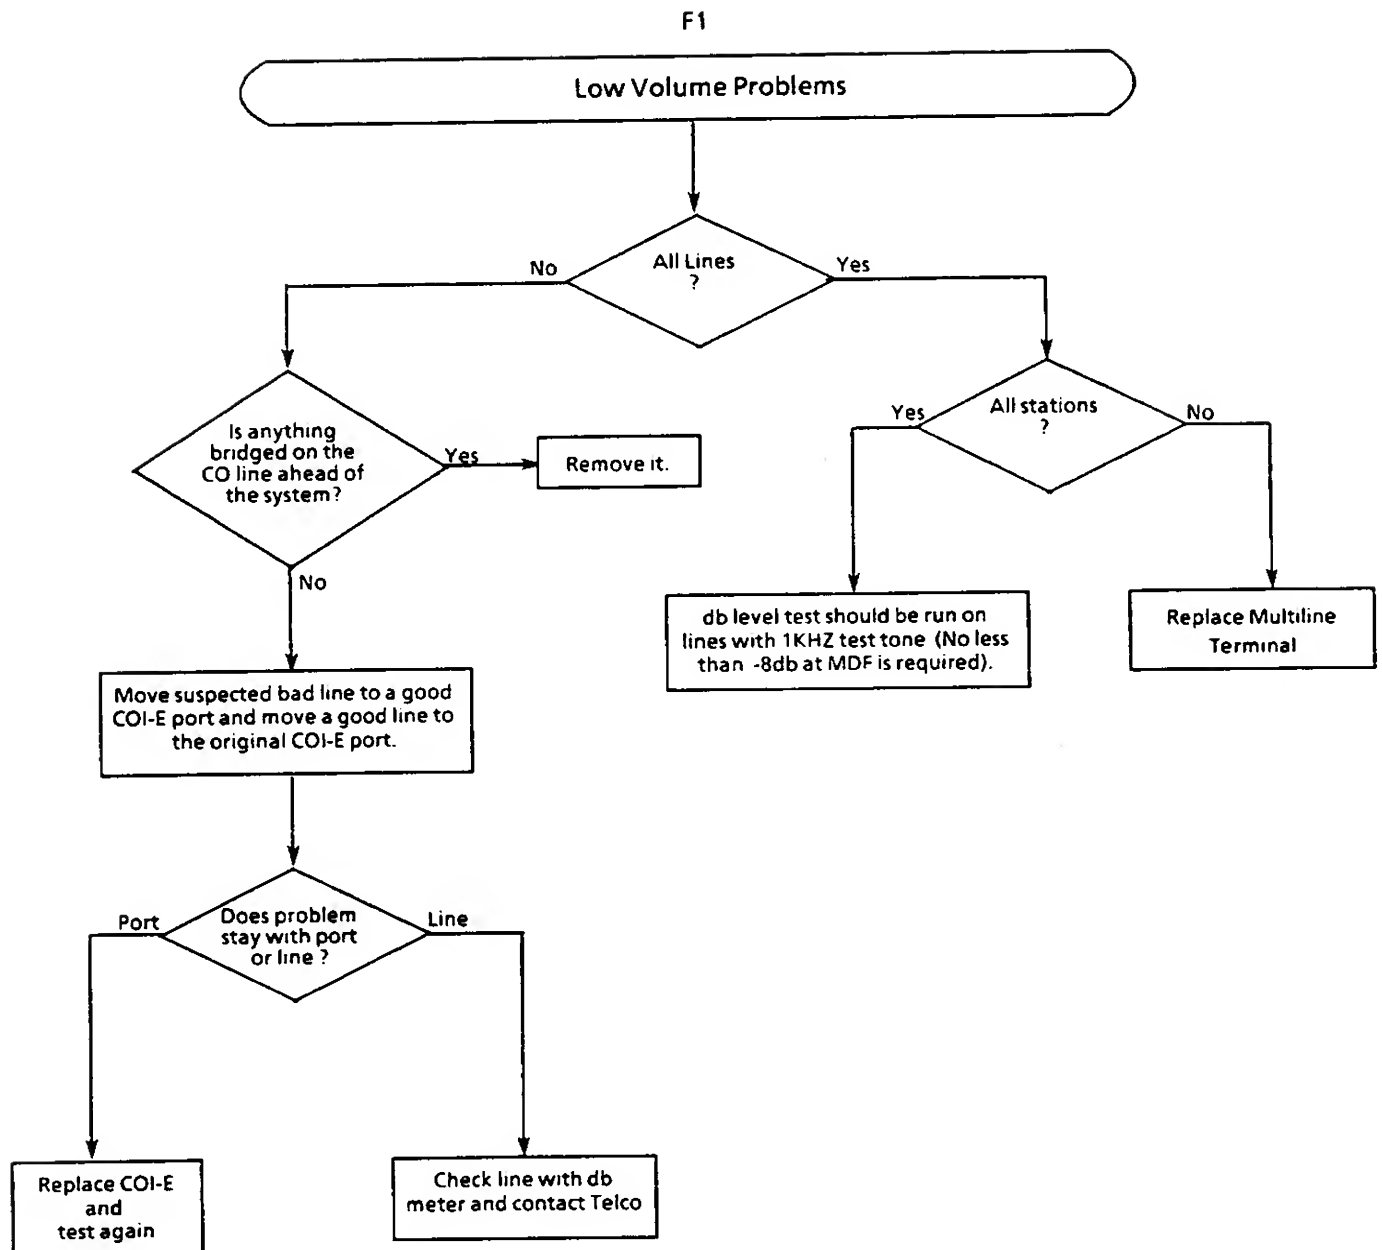 F1
Low Volume Problems
All Lines
?
No
Yes
All stations
?
Yes
No
Is anything
bridged on the
CO line ahead of
the system?
Yes
Remove it.
No
db level test should be run on
lines with 1KHZ test tone (No less
than -8db at MDF is required).
Replace Multiline
Terminal
Move suspected bad line to a good
COI-E port and move a good line to
the original COI-E port.
Does problem
stay with port
or line ?
Port
Line
Replace COI-E
and
test again
Check line with db
meter and contact Telco